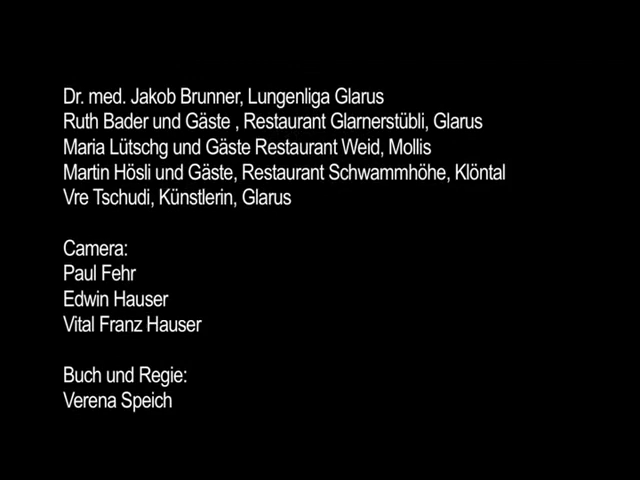 Dr. med. Jakob Brunner, Lungenliga Glarus
Ruth Bader und Gäste , Restaurant Glarnerstübli, Glarus
Maria Lütschg und Gäste Restaurant Weid, Mollis
Martin Hösli und Gäste, Restaurant Schwammhöhe, Klöntal
Vre Tschudi, Künstlerin, Glarus
Camera:
Paul Fehr
Edwin Hauser
Vital Franz Hauser
Buch und Regie:
Verena Speich